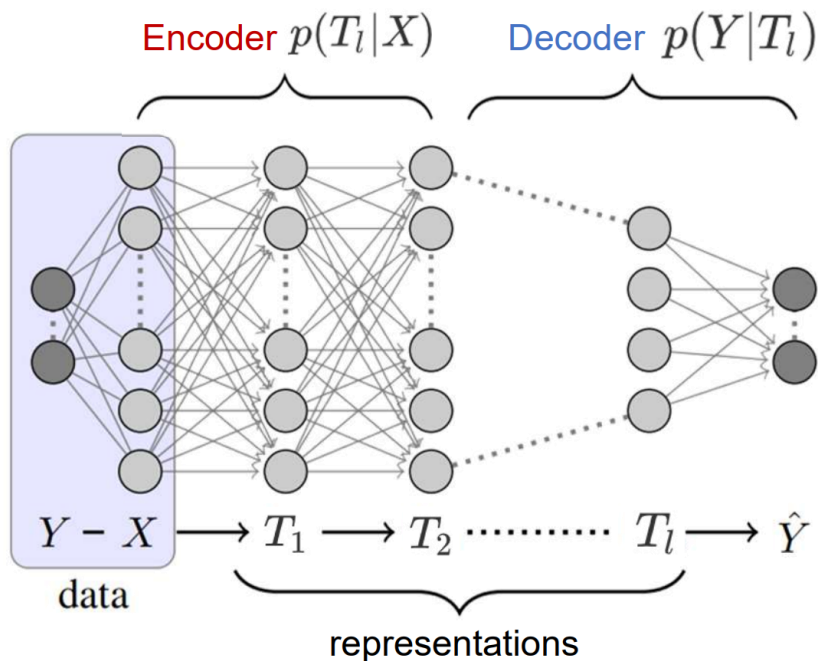 Encoder p(T_l|X) Decoder p(Y|T_l)
Y – X → T_1 → T_2 .......... T_l → Ŷ
data
representations